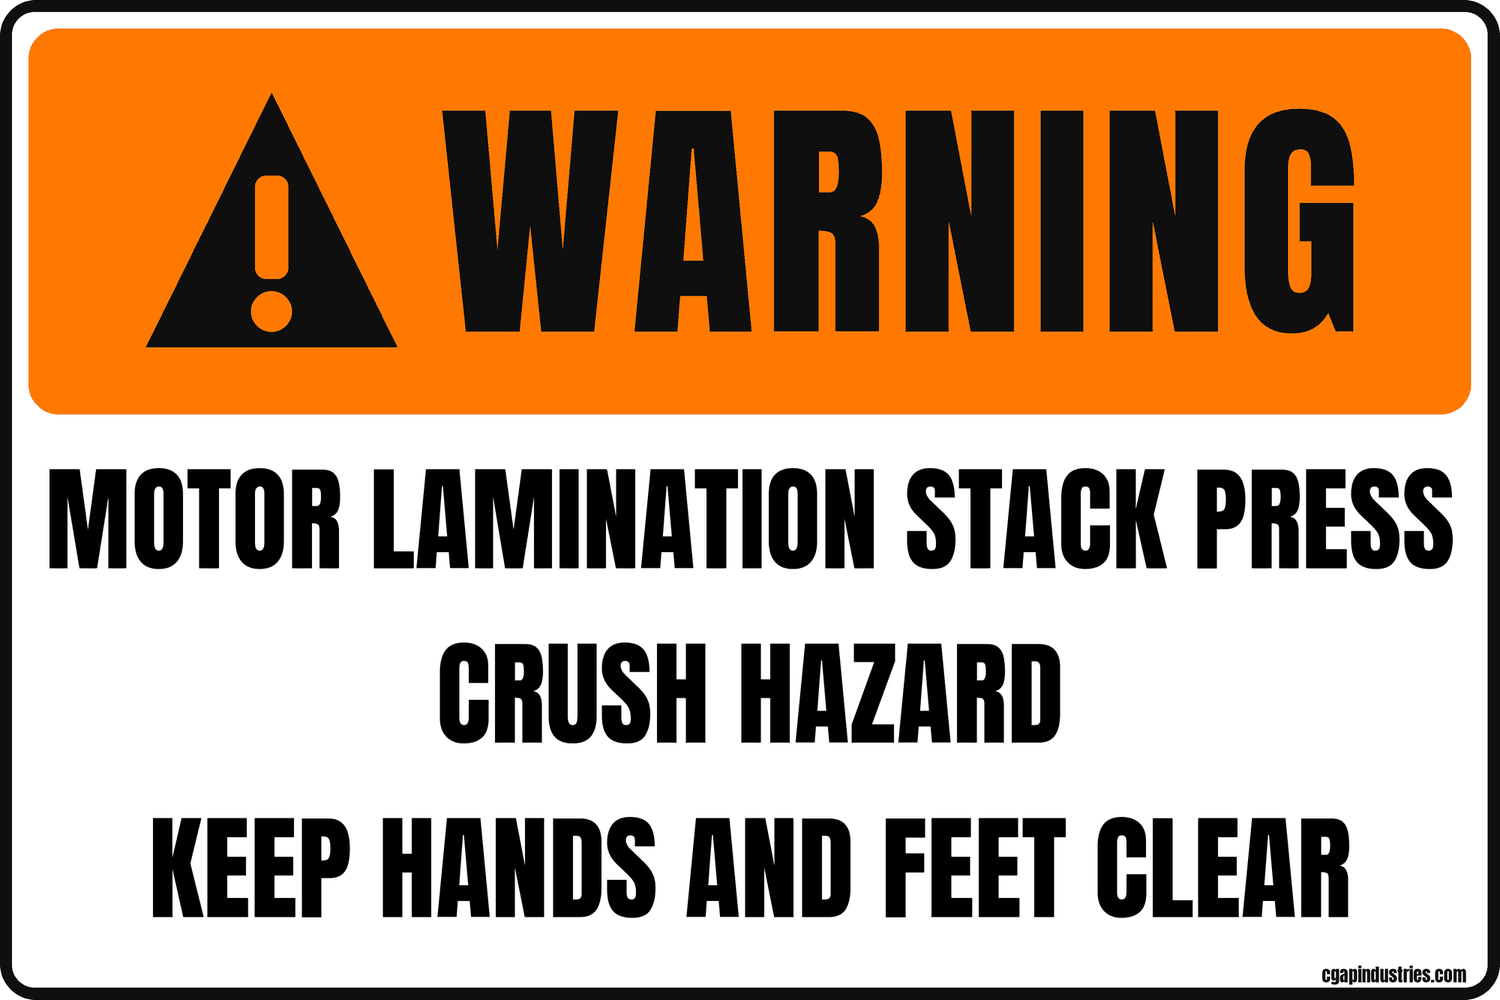 WARNING
MOTOR LAMINATION STACK PRESS
CRUSH HAZARD
KEEP HANDS AND FEET CLEAR
cgapindustries.com